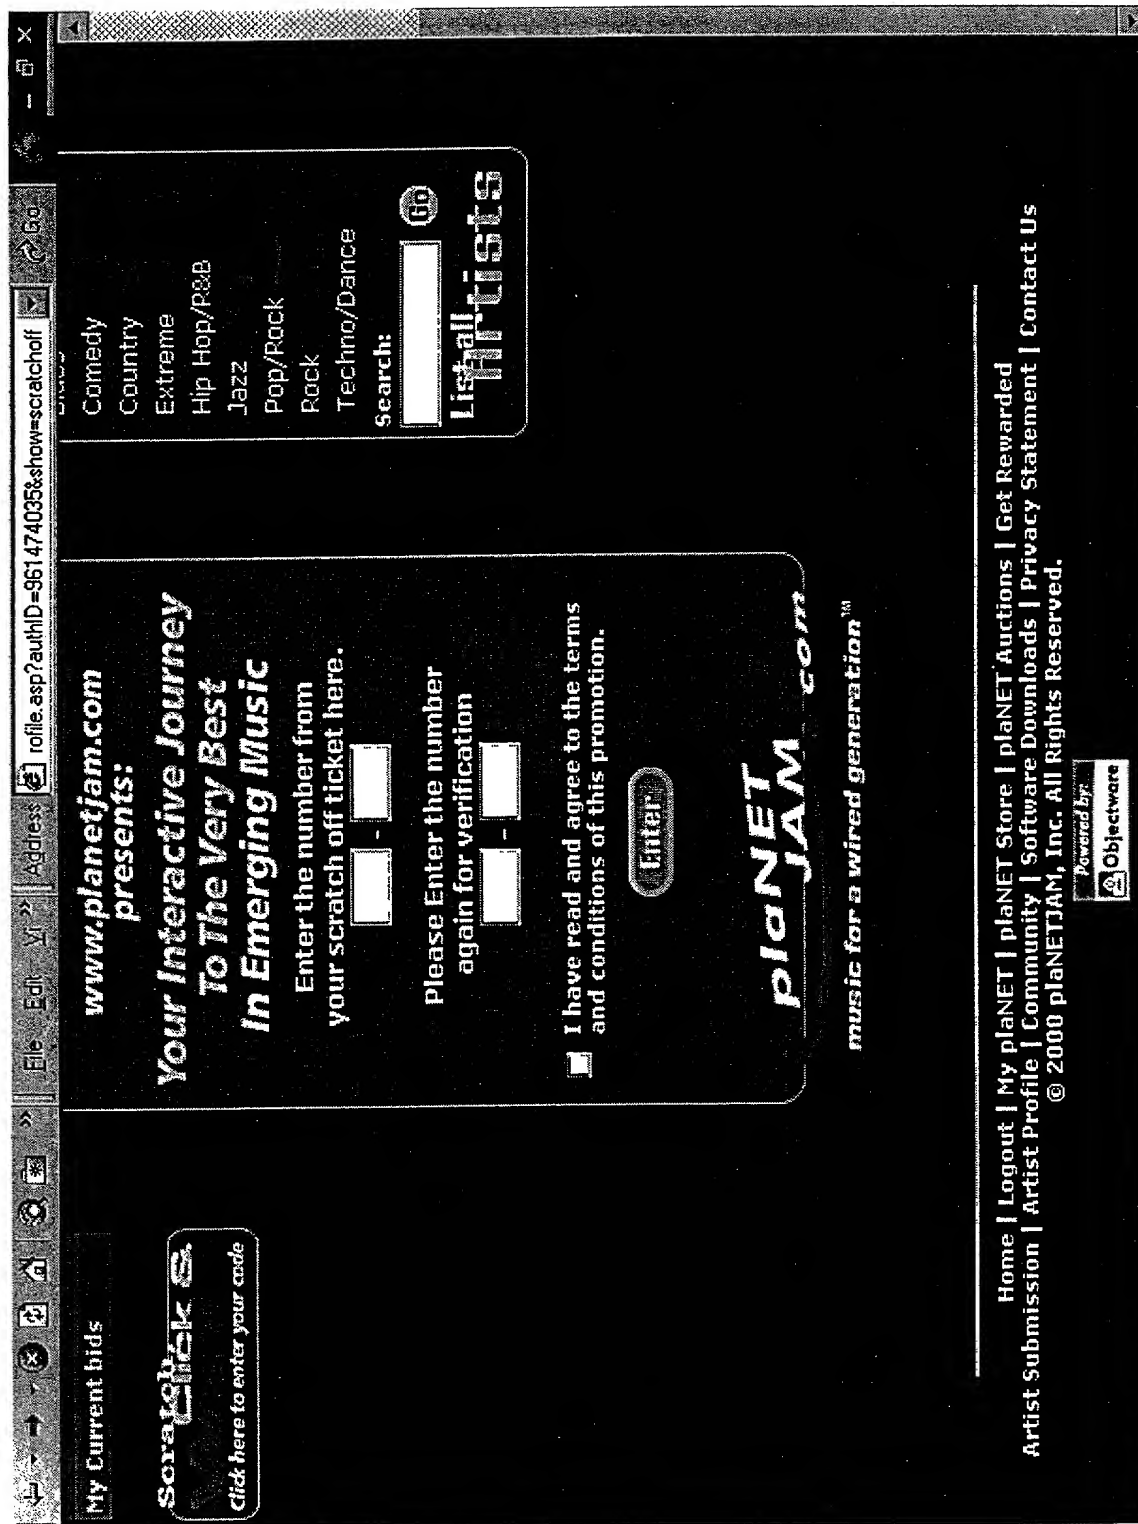 File Edit Vi » Address rofile.asp?authID=961474035&show=scratchoff Go
My Current bids
Scratch,
Click &
Click here to enter your code
www.planetjam.com
presents:
Your Interactive Journey
To The Very Best
In Emerging Music
Enter the number from
your scratch off ticket here.
-
Please Enter the number
again for verification
-
I have read and agree to the terms
and conditions of this promotion.
Enter
plaNET
JAM com
music for a wired generation™
Comedy
Country
Extreme
Hip Hop/R&B
Jazz
Pop/Rock
Rock
Techno/Dance
search:
Go
List all
Artists
Home | Logout | My plaNET | plaNET Store | plaNET Auctions | Get Rewarded
Artist Submission | Artist Profile | Community | Software Downloads | Privacy Statement | Contact Us
© 2000 plaNETJAM, Inc. All Rights Reserved.
Powered by:
Objectware